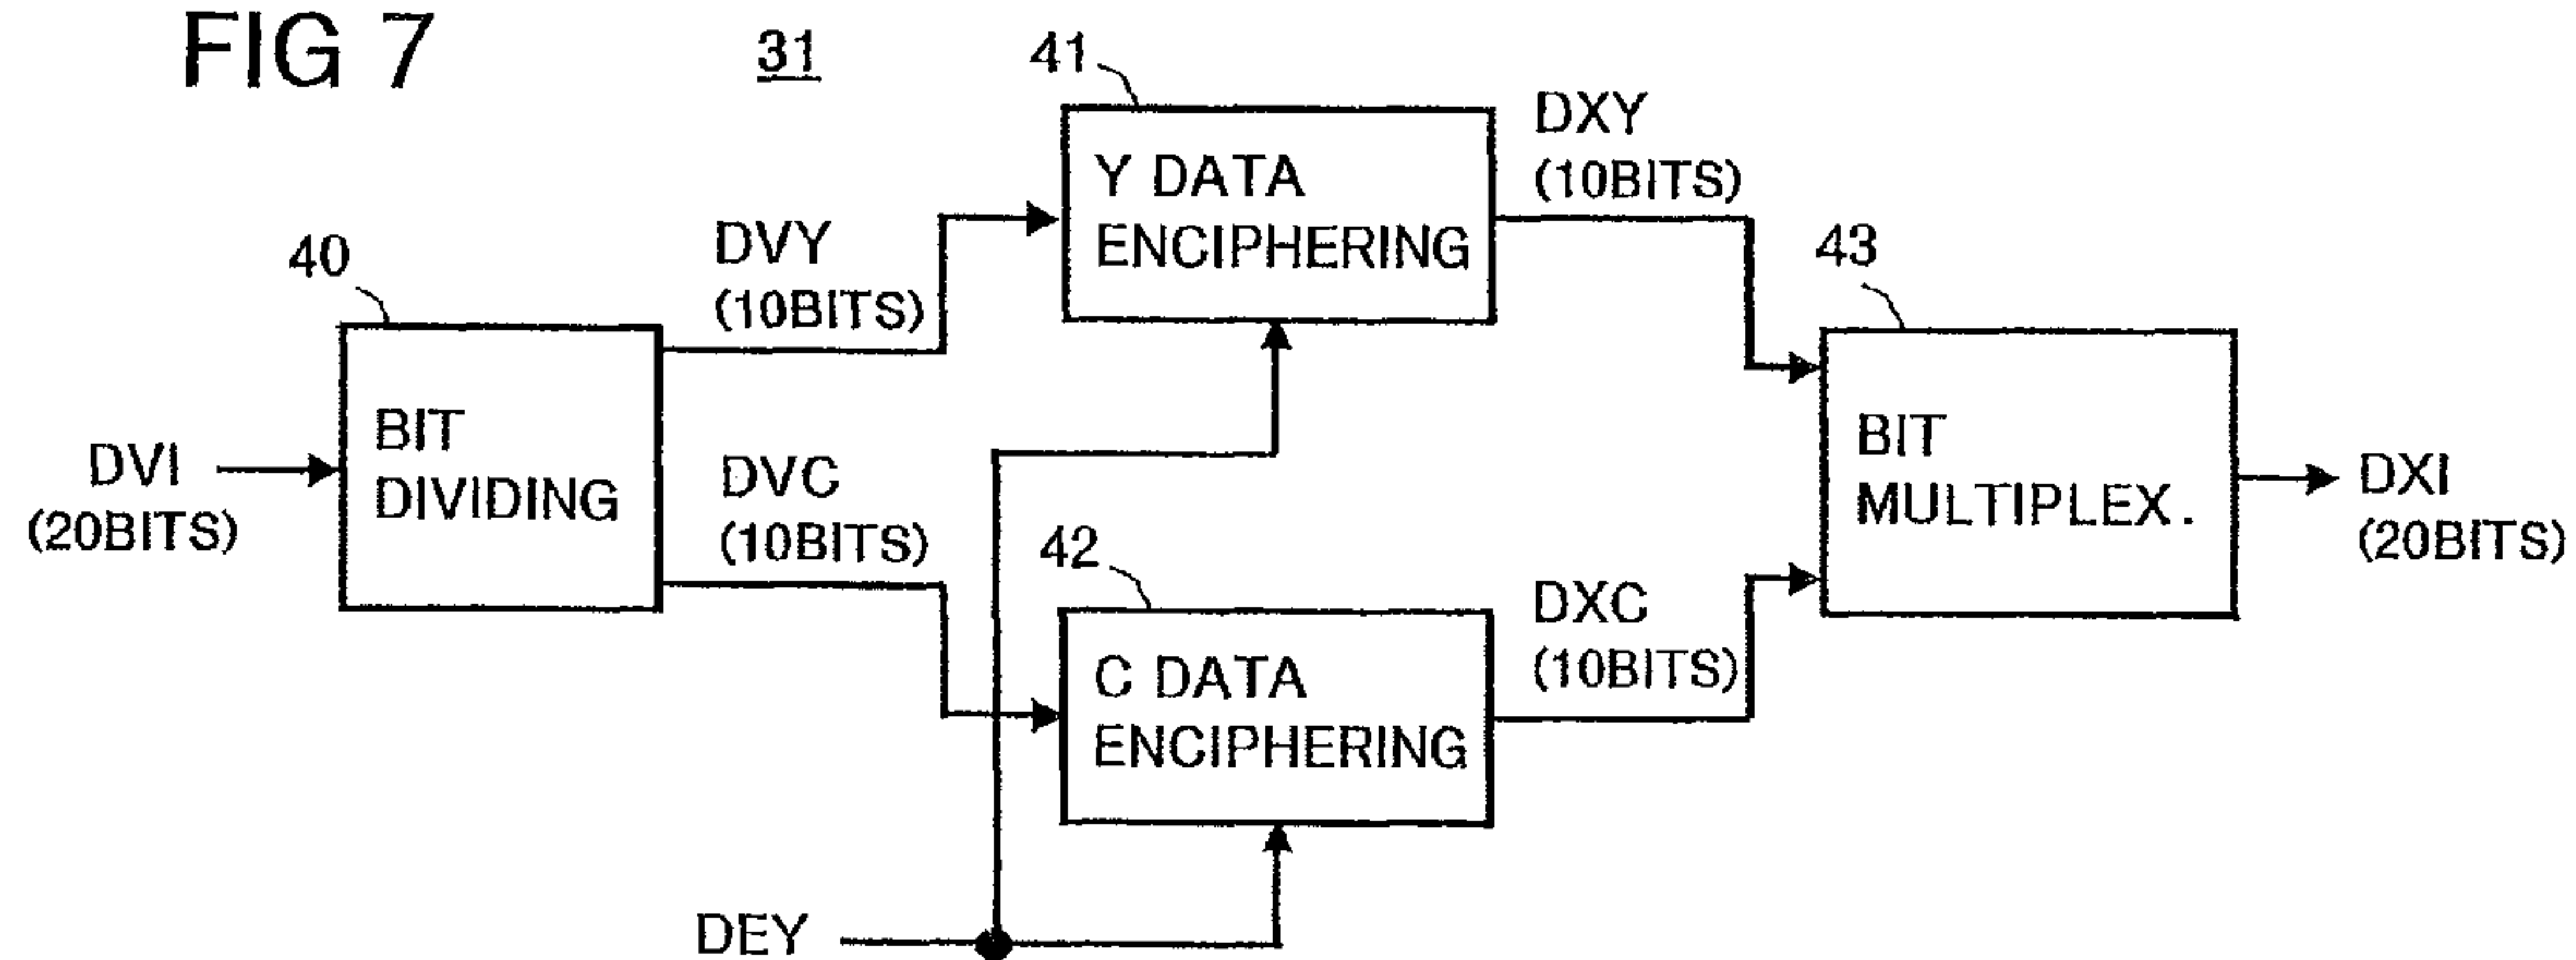 FIG 7
31
41
Y DATA
ENCIPHERING
DXY
(10BITS)
40
DVY
(10BITS)
43
BIT
DIVIDING
DVI
(20BITS)
DVC
(10BITS)
BIT
MULTIPLEX.
DXI
(20BITS)
42
C DATA
ENCIPHERING
DXC
(10BITS)
DEY